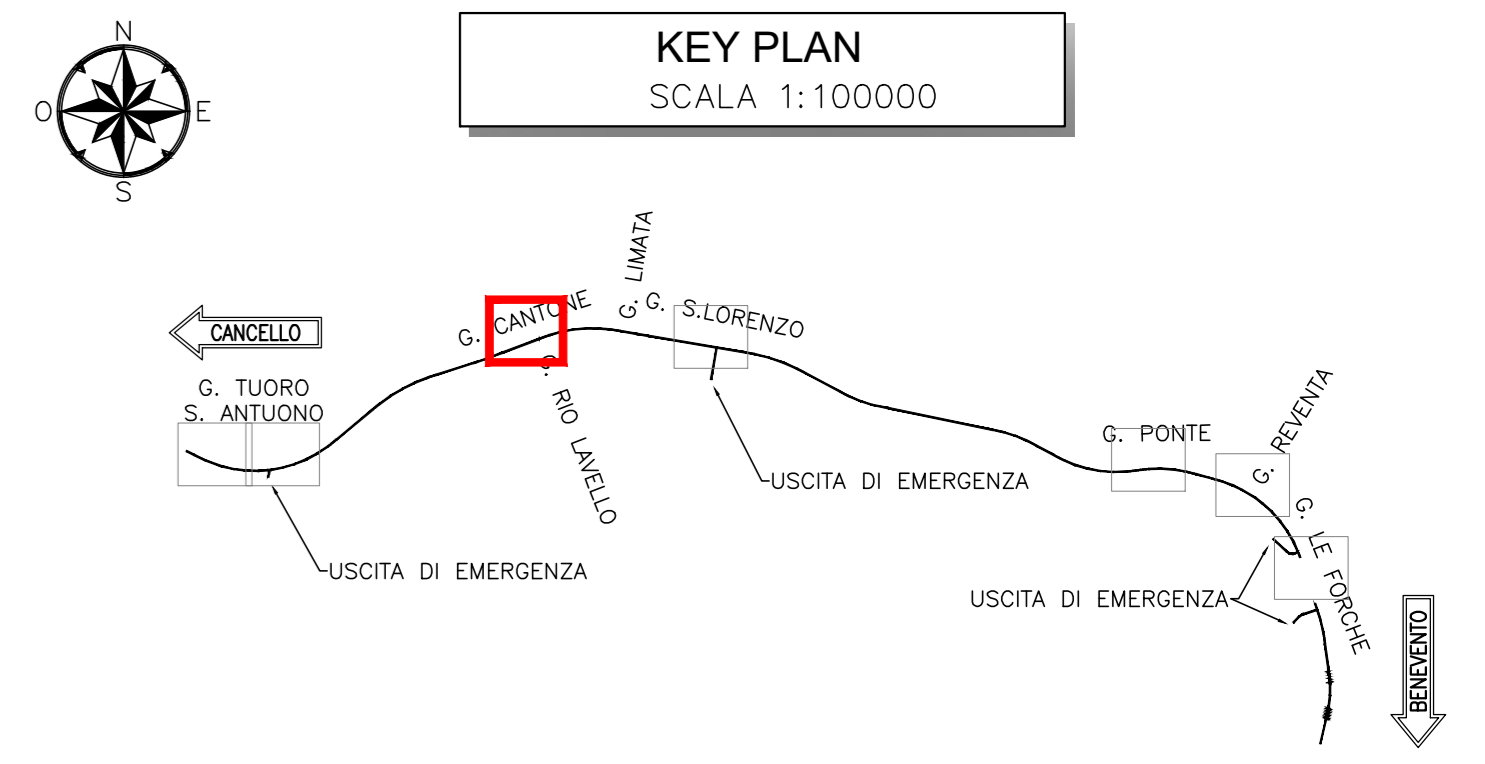 N
O
E
S
KEY PLAN
SCALA 1:100000
G. LIMATA
G. CANTONE
G. S.LORENZO
CANCELLO
G. TUORO
S. ANTUONO
G. RIO LAVELLO
G. REVENTA
G. PONTE
USCITA DI EMERGENZA
G. LE FORCHE
USCITA DI EMERGENZA
USCITA DI EMERGENZA
BENEVENTO